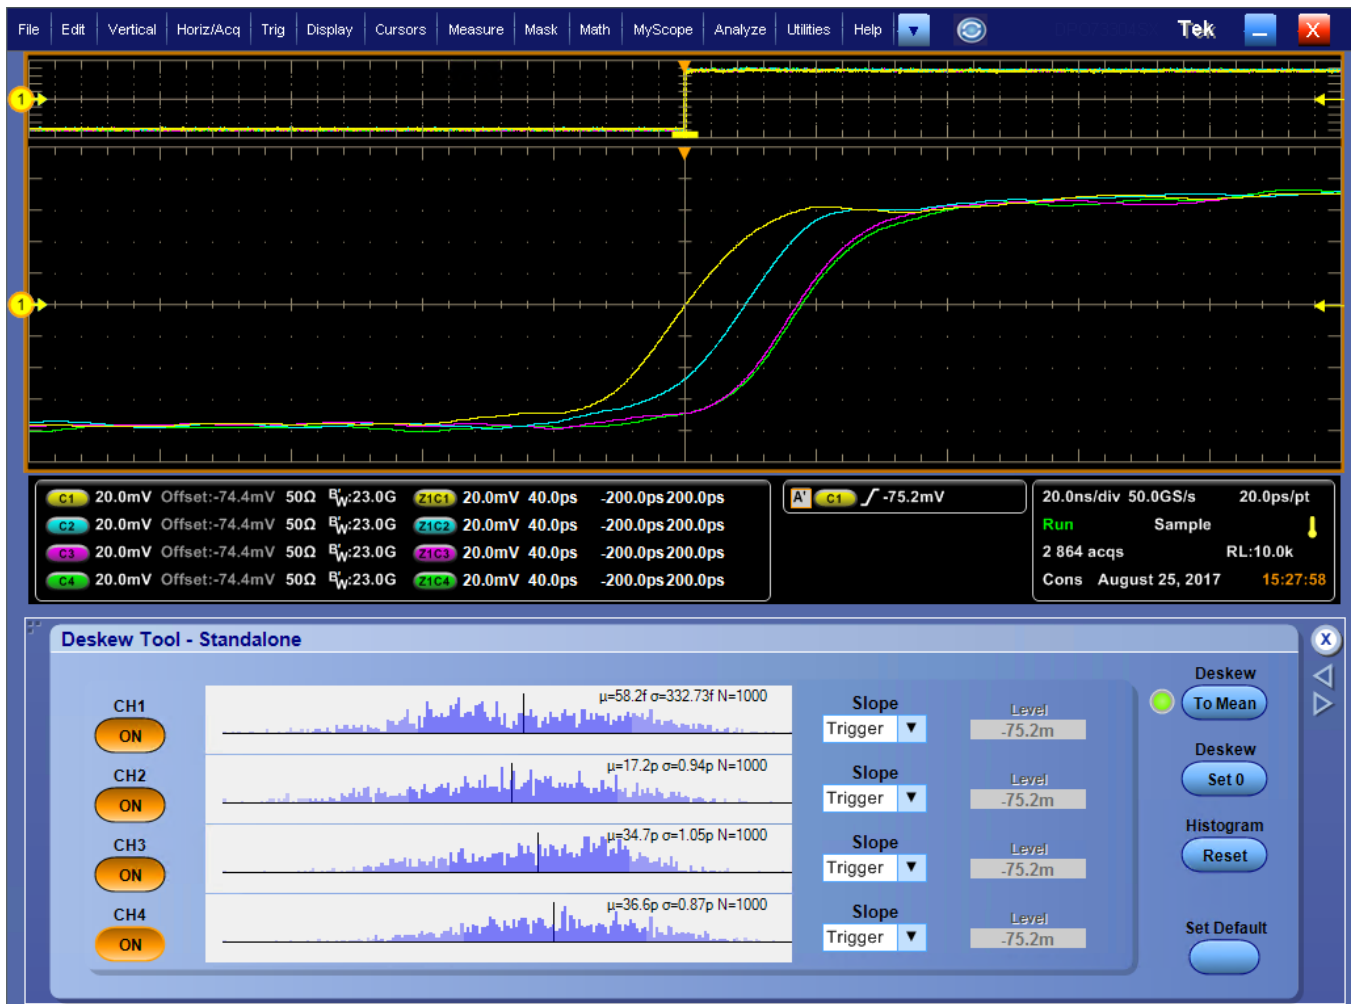 File Edit Vertical Horiz/Acq Trig Display Cursors Measure Mask Math MyScope Analyze Utilities Help Tek X
1
1
C1 20.0mV Offset:-74.4mV 50Ω BW:23.0G Z1C1 20.0mV 40.0ps -200.0ps 200.0ps
C2 20.0mV Offset:-74.4mV 50Ω BW:23.0G Z1C2 20.0mV 40.0ps -200.0ps 200.0ps
C3 20.0mV Offset:-74.4mV 50Ω BW:23.0G Z1C3 20.0mV 40.0ps -200.0ps 200.0ps
C4 20.0mV Offset:-74.4mV 50Ω BW:23.0G Z1C4 20.0mV 40.0ps -200.0ps 200.0ps
A' C1 -75.2mV
20.0ns/div 50.0GS/s 20.0ps/pt
Run Sample
2 864 acqs RL:10.0k
Cons August 25, 2017 15:27:58
Deskew Tool - Standalone X
CH1
ON
μ=58.2f σ=332.73f N=1000
Slope
Trigger
Level
-75.2m
CH2
ON
μ=17.2p σ=0.94p N=1000
Slope
Trigger
Level
-75.2m
CH3
ON
μ=34.7p σ=1.05p N=1000
Slope
Trigger
Level
-75.2m
CH4
ON
μ=36.6p σ=0.87p N=1000
Slope
Trigger
Level
-75.2m
Deskew
To Mean
Deskew
Set 0
Histogram
Reset
Set Default